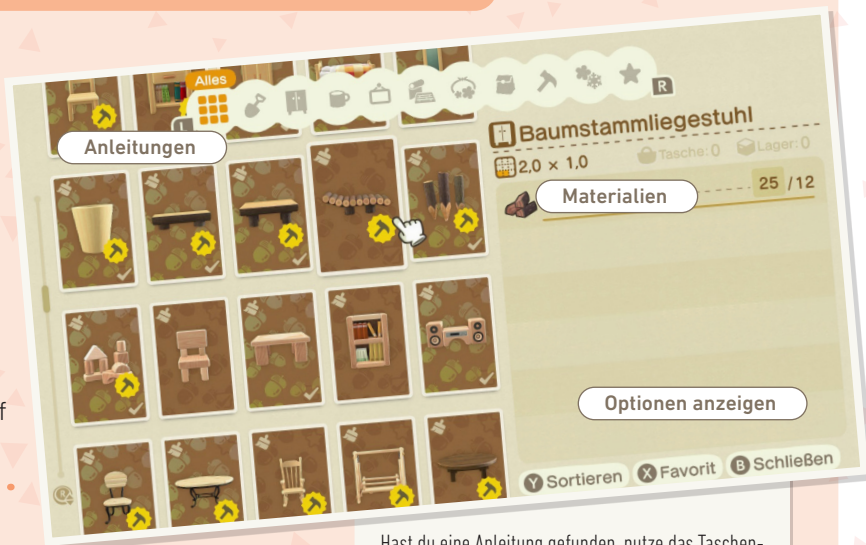 Alles
L
R
Anleitungen
Baumstammliegestuhl
2,0 × 1,0
Tasche: 0
Lager: 0
Materialien
25 /12
Optionen anzeigen
Y Sortieren
X Favorit
B Schließen
f
Hast du eine Anleitung gefunden, nutze das Taschen-